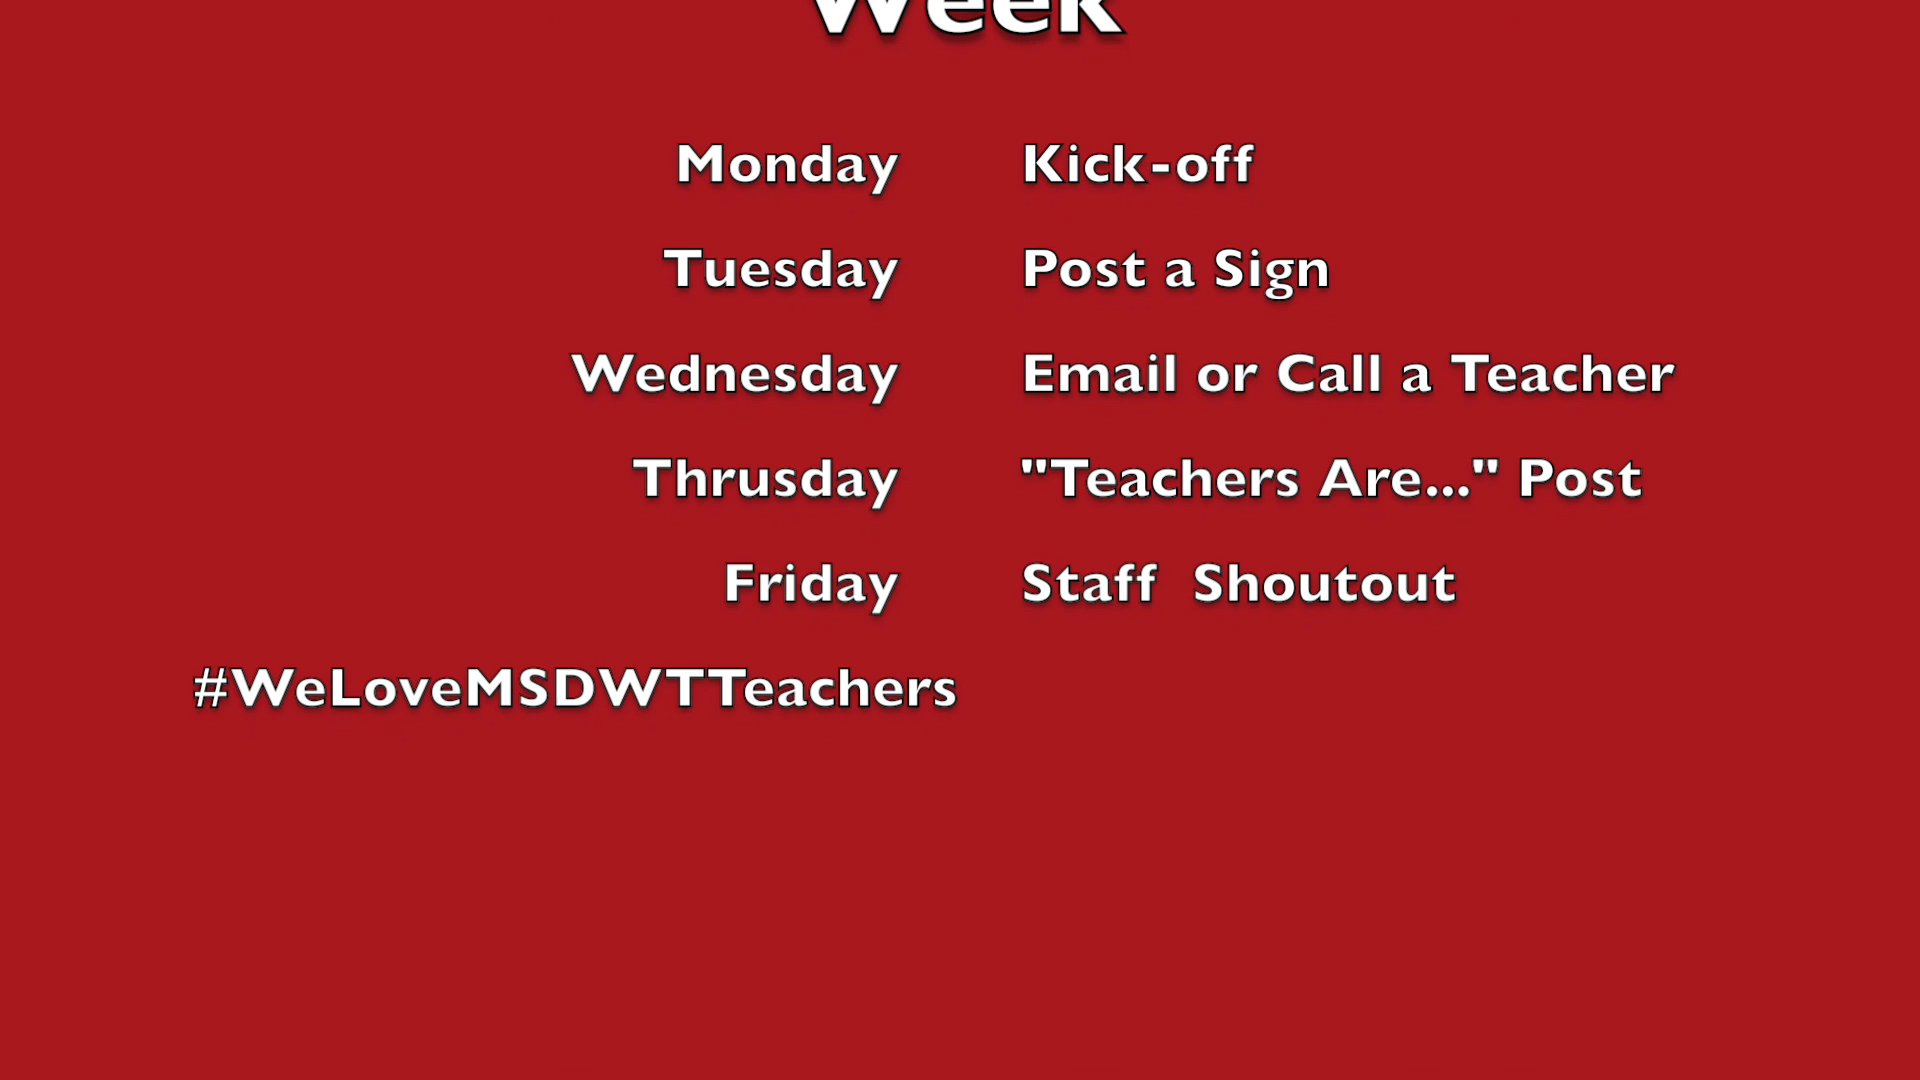 Week
Monday Kick-off
Tuesday Post a Sign
Wednesday Email or Call a Teacher
Thrusday "Teachers Are..." Post
Friday Staff  Shoutout
#WeLoveMSDWTTeachers